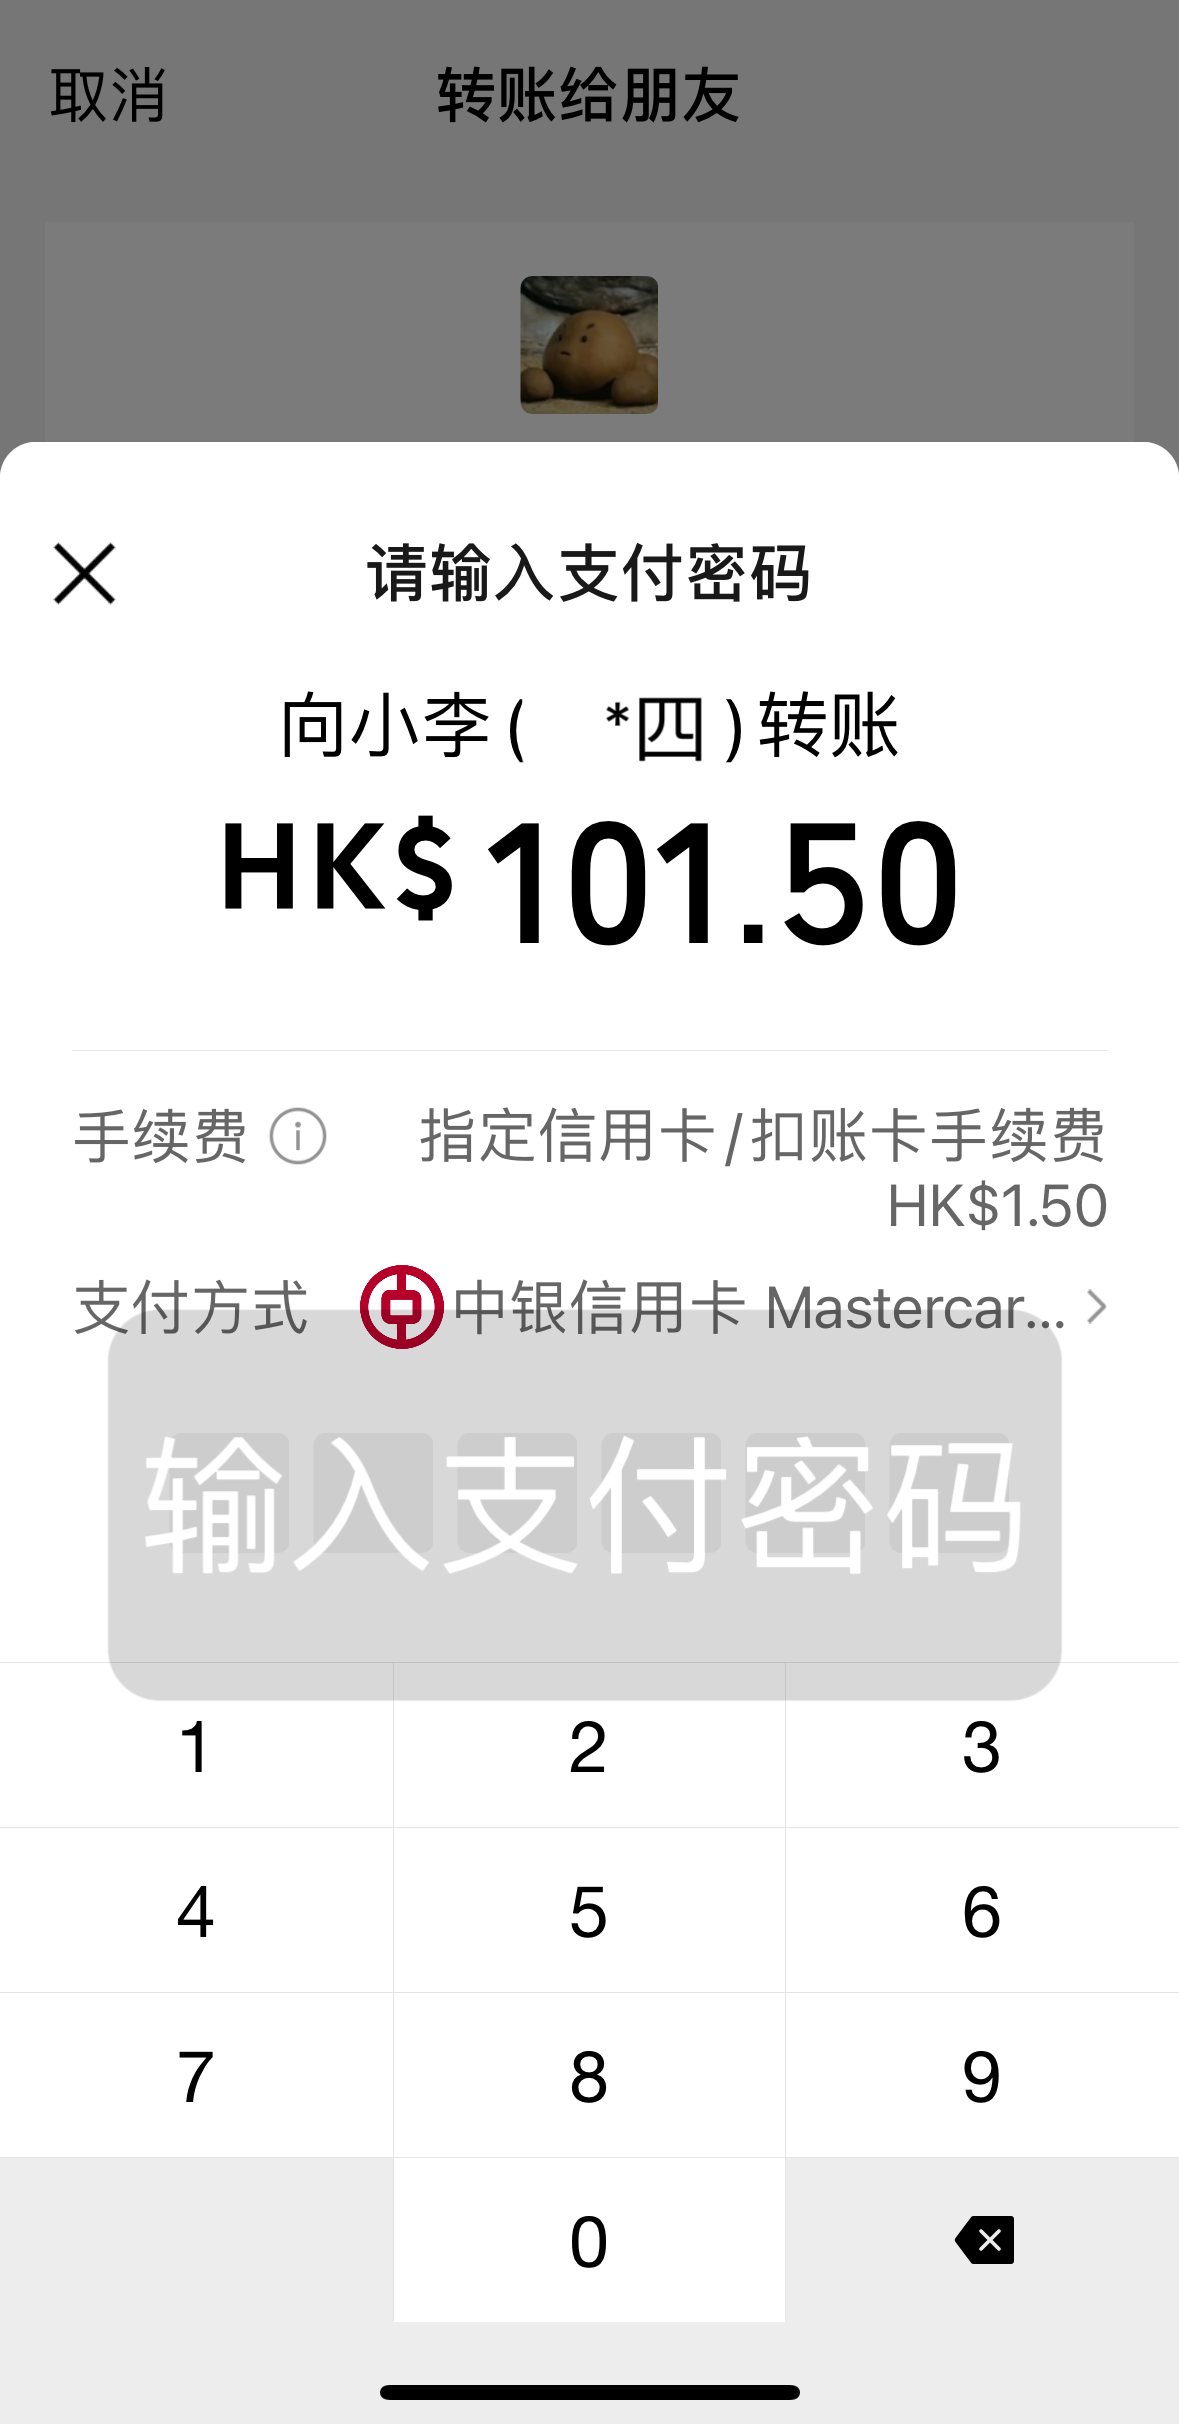 取消 转账给朋友
请输入支付密码
向小李( *四)转账
HK$101.50
手续费 指定信用卡/扣账卡手续费
HK$1.50
支付方式 中银信用卡 Mastercar...
输入支付密码
1 2 3
4 5 6
7 8 9
0